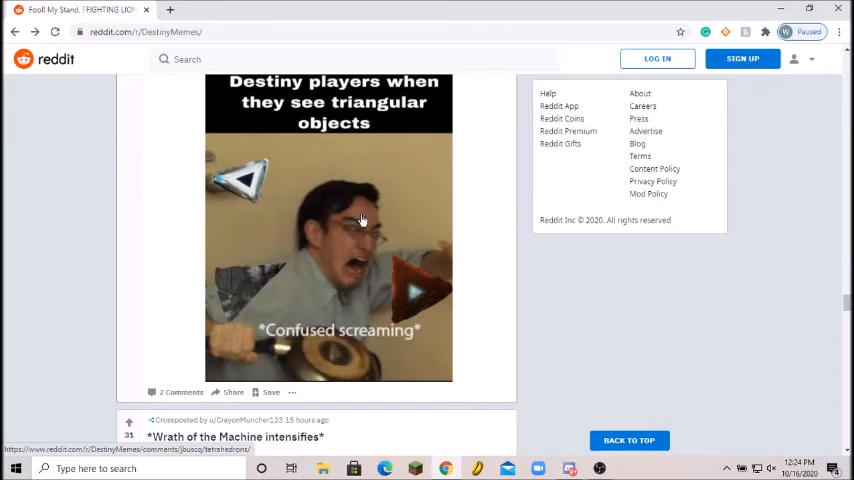 Fool! My Stand, 「FIGHTING LION
reddit.com/r/DestinyMemes/
W Paused
reddit
Search
LOG IN
SIGN UP
Destiny players when
they see triangular
objects
*Confused screaming*
2 Comments
Share
Save
Crossposted by u/CrayonMuncher123 15 hours ago
31
*Wrath of the Machine intensifies*
Help
About
Reddit App
Careers
Reddit Coins
Press
Reddit Premium
Advertise
Reddit Gifts
Blog
Terms
Content Policy
Privacy Policy
Mod Policy
Reddit Inc © 2020. All rights reserved
BACK TO TOP
https://www.reddit.com/r/DestinyMemes/comments/jbuscq/tetrahedrons/
Type here to search
12:24 PM
10/16/2020
4